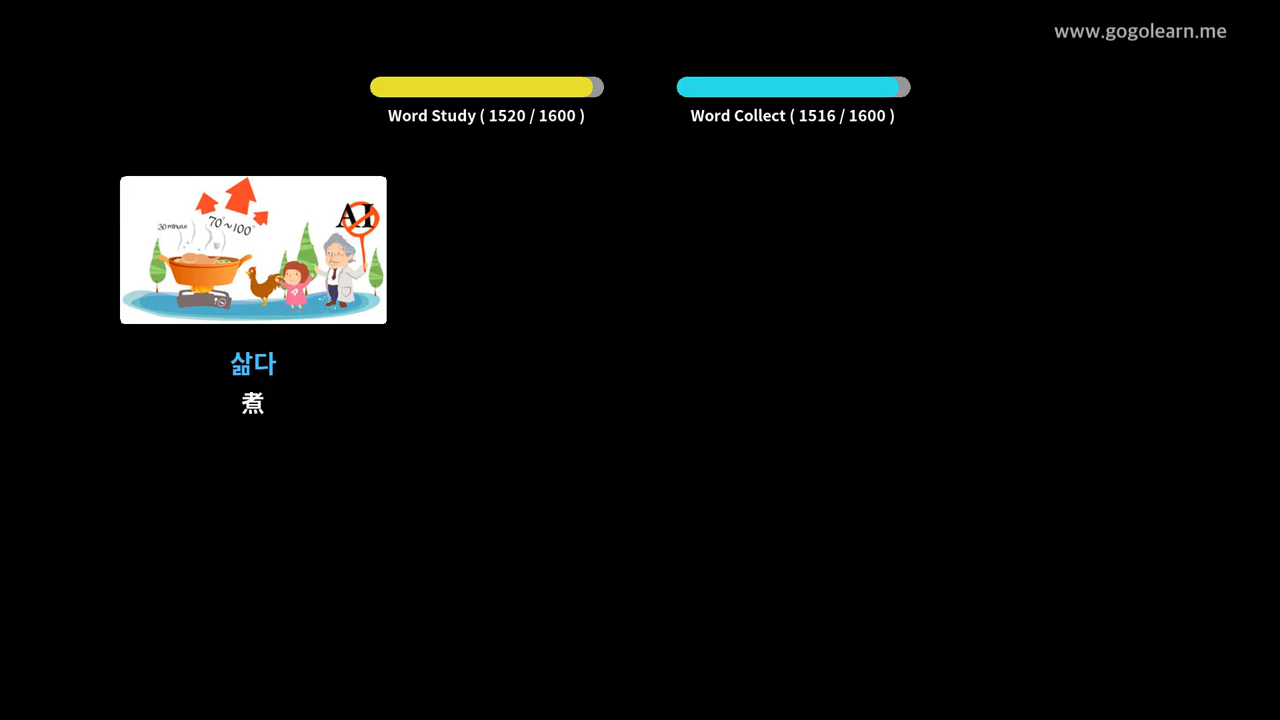 www.gogolearn.me
Word Study ( 1520 / 1600 )
Word Collect ( 1516 / 1600 )
30 minute
70°~100°
AI
삶다
煮